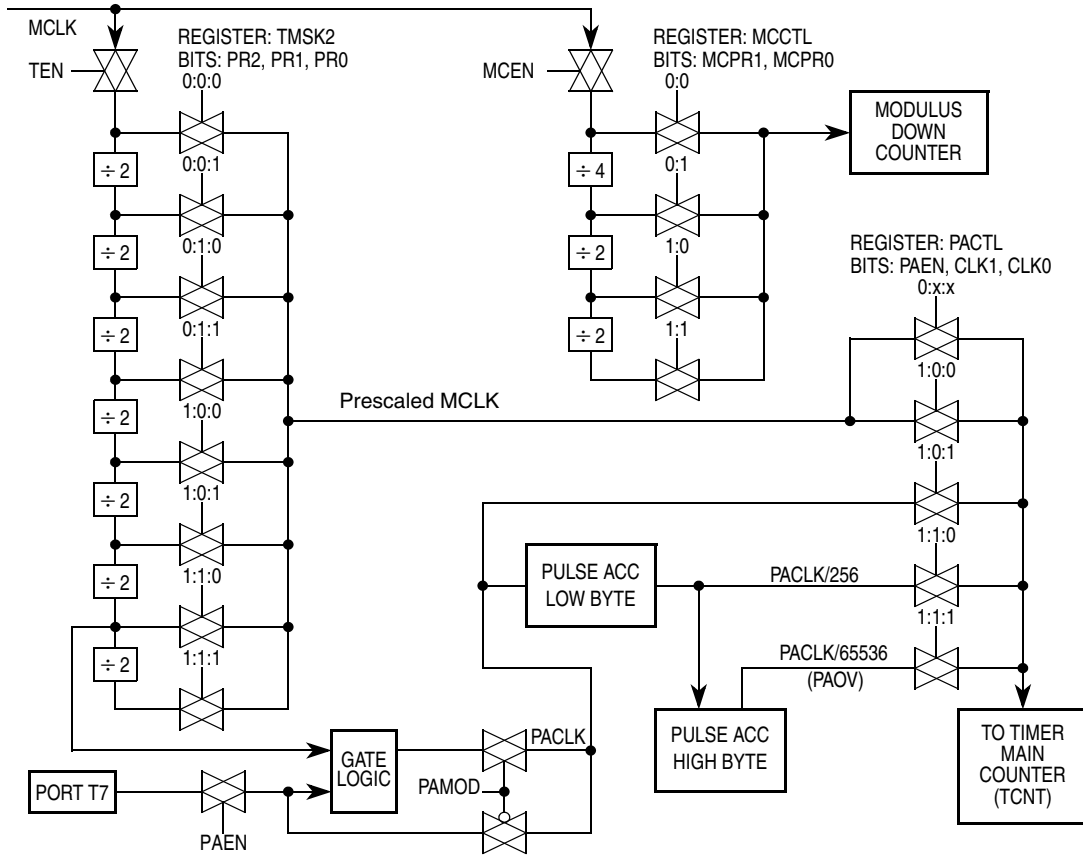 MCLK
REGISTER: TMSK2
BITS: PR2, PR1, PR0
TEN
0:0:0
÷ 2
0:0:1
÷ 2
0:1:0
÷ 2
0:1:1
÷ 2
1:0:0
÷ 2
1:0:1
÷ 2
1:1:0
÷ 2
1:1:1
REGISTER: MCCTL
BITS: MCPR1, MCPR0
MCEN
0:0
÷ 4
0:1
÷ 2
1:0
÷ 2
1:1
MODULUS
DOWN
COUNTER
REGISTER: PACTL
BITS: PAEN, CLK1, CLK0
0:x:x
1:0:0
1:0:1
1:1:0
1:1:1
Prescaled MCLK
PULSE ACC
LOW BYTE
PACLK/256
PACLK/65536
(PAOV)
PULSE ACC
HIGH BYTE
TO TIMER
MAIN
COUNTER
(TCNT)
GATE
LOGIC
PACLK
PAMOD
PORT T7
PAEN